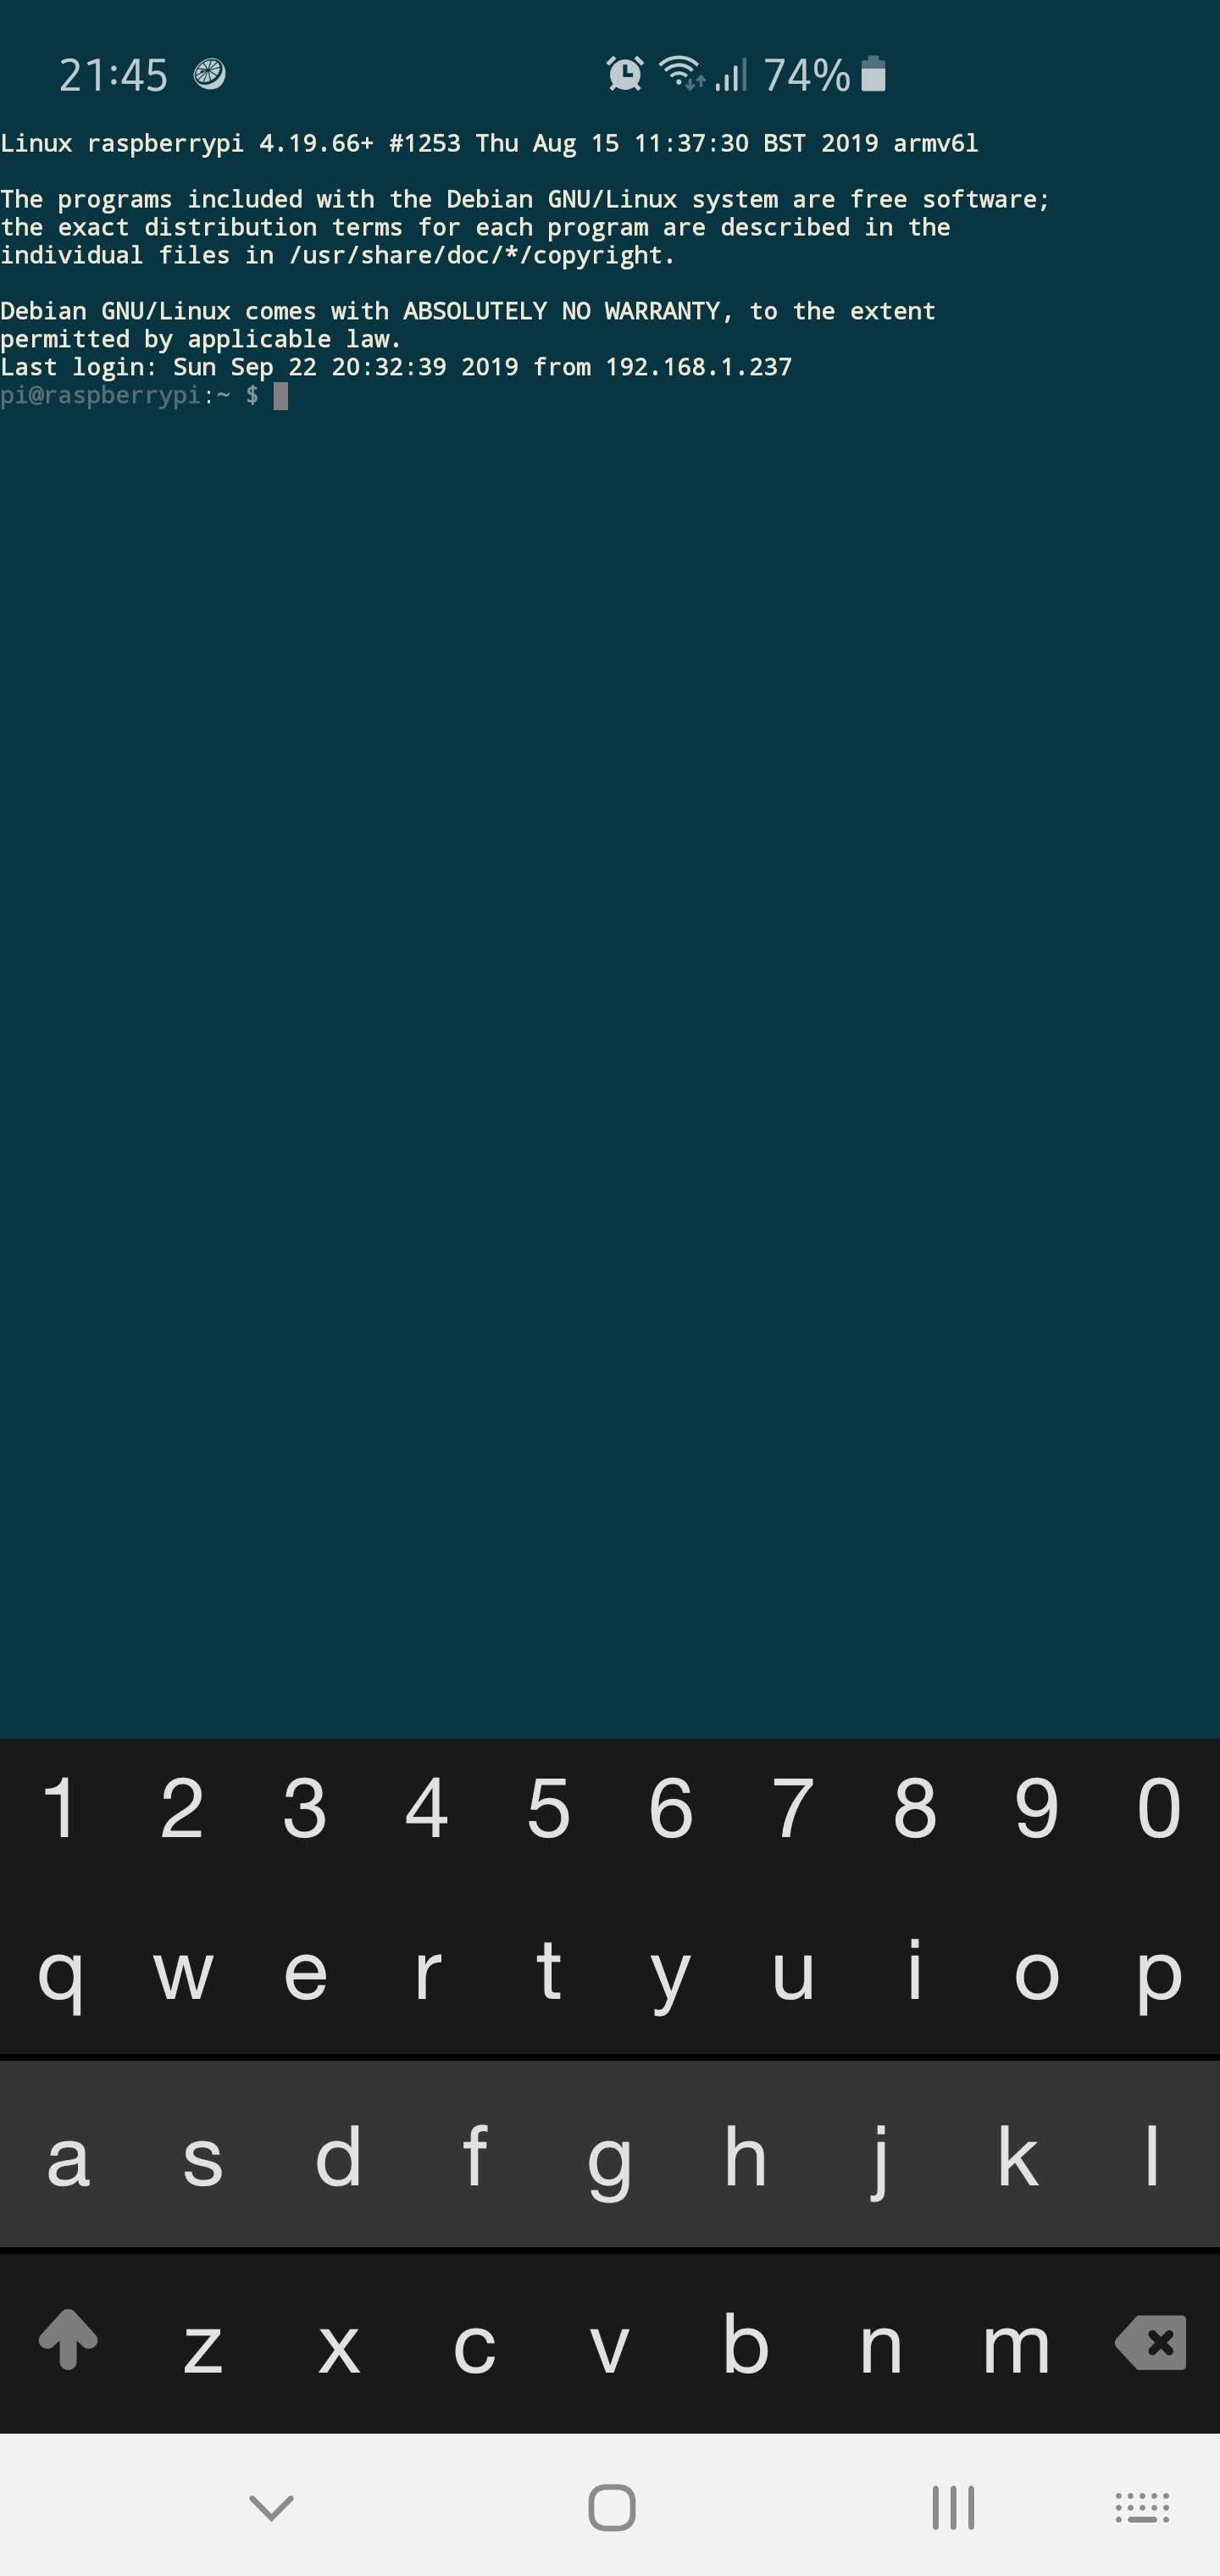 21:45 74%
Linux raspberrypi 4.19.66+ #1253 Thu Aug 15 11:37:30 BST 2019 armv6l
The programs included with the Debian GNU/Linux system are free software;
the exact distribution terms for each program are described in the
individual files in /usr/share/doc/*/copyright.
Debian GNU/Linux comes with ABSOLUTELY NO WARRANTY, to the extent
permitted by applicable law.
Last login: Sun Sep 22 20:32:39 2019 from 192.168.1.237
pi@raspberrypi:~ $
1 2 3 4 5 6 7 8 9 0
q w e r t y u i o p
a s d f g h j k l
z x c v b n m